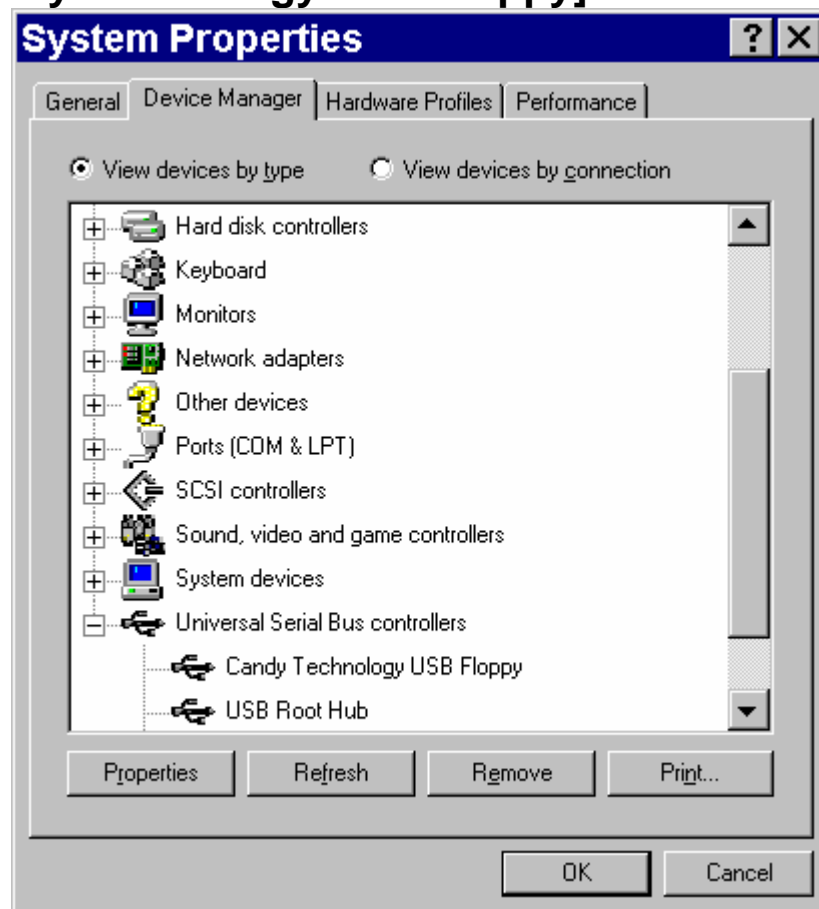 System Properties
? X
General Device Manager Hardware Profiles Performance
View devices by type View devices by connection
Hard disk controllers
Keyboard
Monitors
Network adapters
Other devices
Ports (COM & LPT)
SCSI controllers
Sound, video and game controllers
System devices
Universal Serial Bus controllers
Candy Technology USB Floppy
USB Root Hub
Properties Refresh Remove Print...
OK Cancel